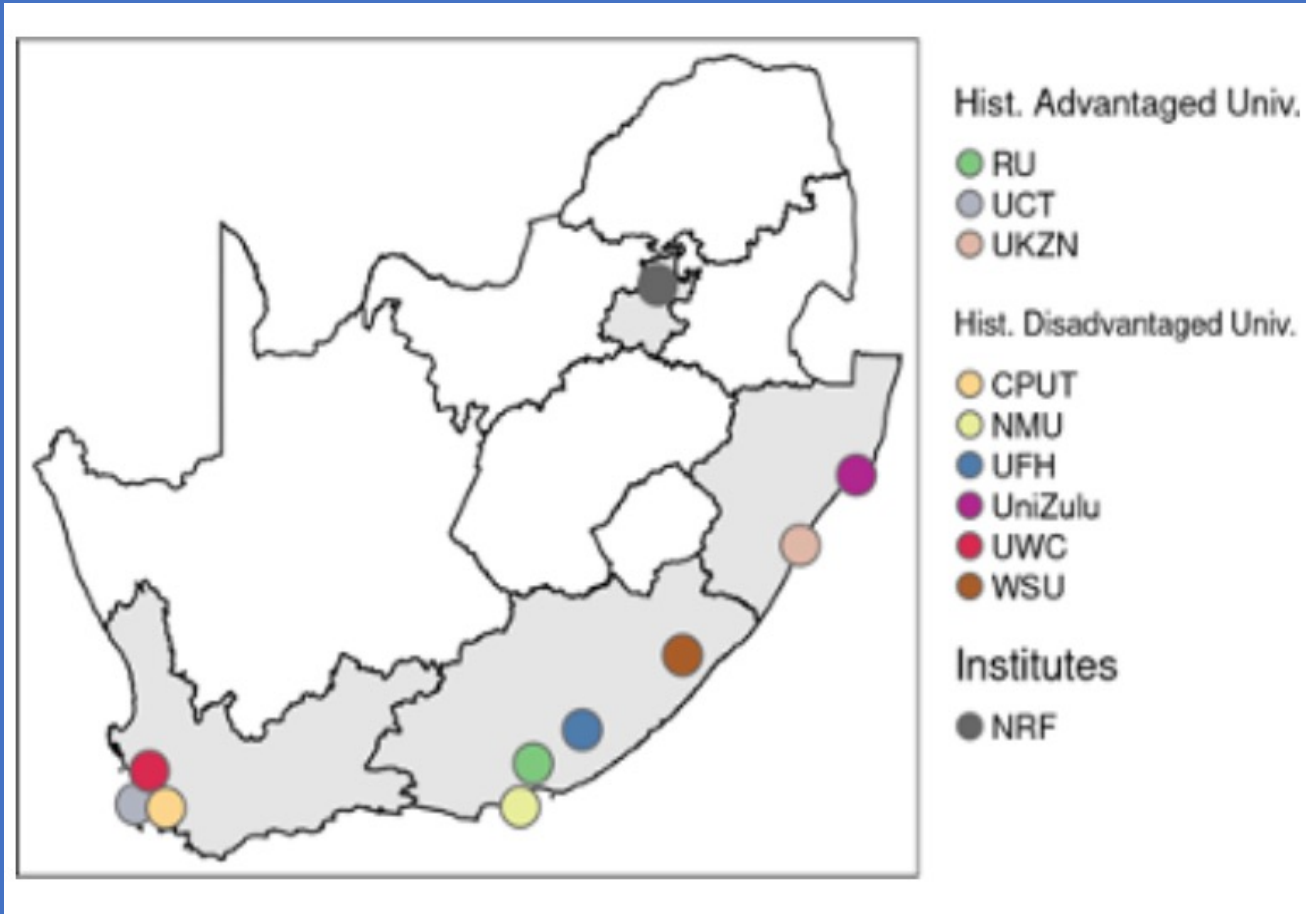 Hist. Advantaged Univ.
RU
UCT
UKZN
Hist. Disadvantaged Univ.
CPUT
NMU
UFH
UniZulu
UWC
WSU
Institutes
NRF